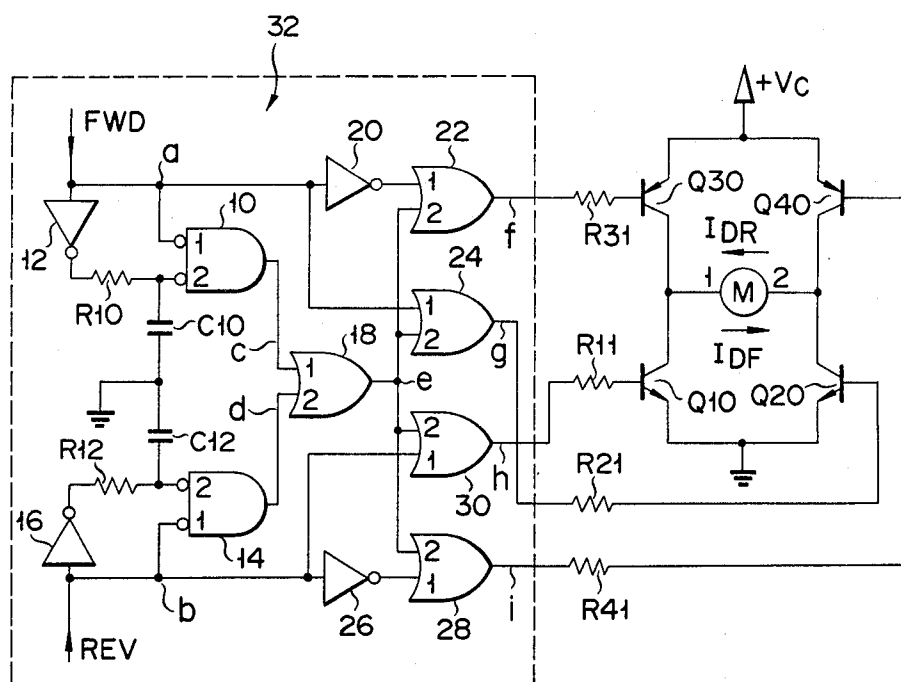 32
+VC
FWD
a
20
22
1
2
10
1
2
12
f
R31
Q30
Q40
IDR
24
1
2
1
M
2
R10
C10
c
18
1
2
e
g
R11
IDF
d
Q10
Q20
C12
2
1
30
h
R12
2
1
14
R21
16
b
26
2
1
28
i
R41
REV